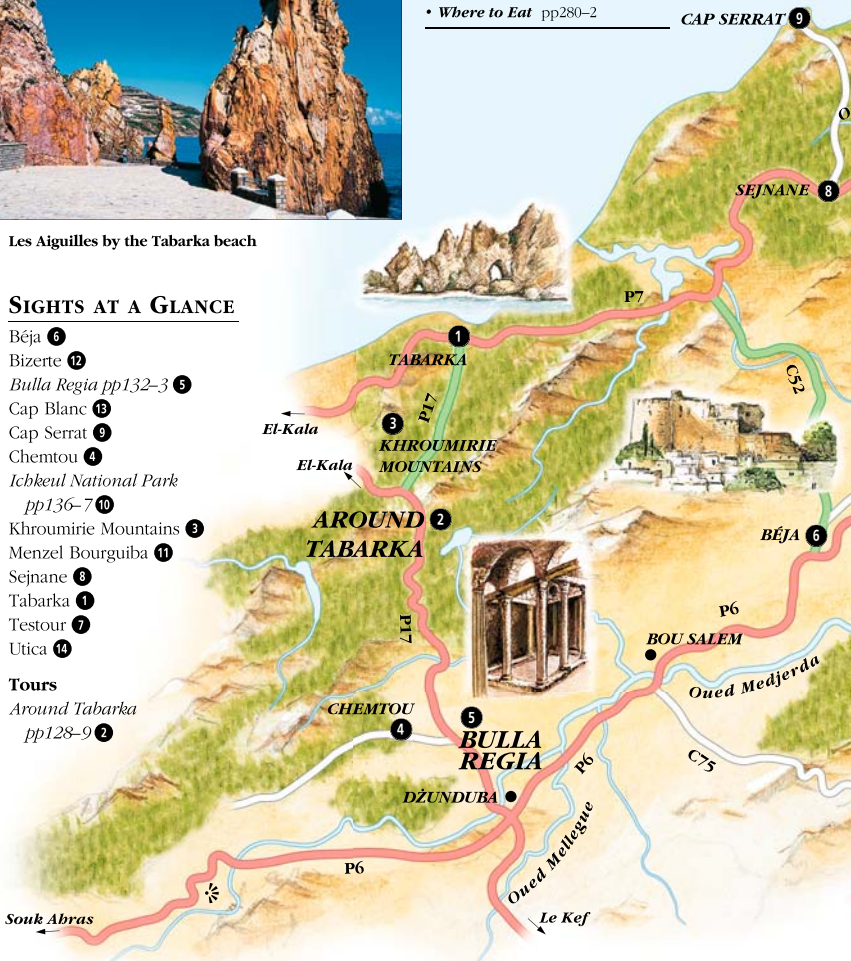 • Where to Eat pp280–2
Les Aiguilles by the Tabarka beach
SIGHTS AT A GLANCE
Béja 6
Bizerte 12
Bulla Regia pp132–3 5
Cap Blanc 13
Cap Serrat 9
Chemtou 4
Ichkeul National Park
pp136–7 10
Khroumirie Mountains 3
Menzel Bourguiba 11
Sejnane 8
Tabarka 1
Testour 7
Utica 14
Tours
Around Tabarka
pp128–9 2
CAP SERRAT 9
O
SEJNANE 8
P7
1
TABARKA
C52
P17
El-Kala
3
KHROUMIRIE
MOUNTAINS
El-Kala
AROUND 2
TABARKA
BÉJA 6
P6
P17
BOU SALEM
Oued Medjerda
CHEMTOU
4
5
BULLA
REGIA
P6
C75
DŻUNDUBA
Oued Mellegue
P6
Souk Ahras
Le Kef